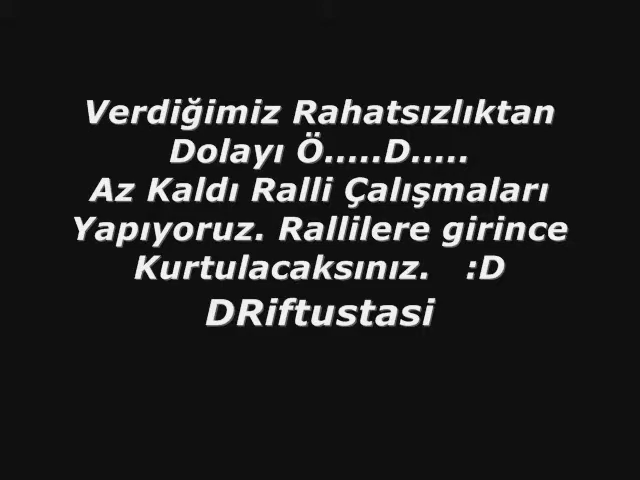 Verdiğimiz Rahatsızlıktan
Dolayı Ö.....D.....
Az Kaldı Ralli Çalışmaları
Yapıyoruz. Rallilere girince
Kurtulacaksınız. :D
DRiftustasi